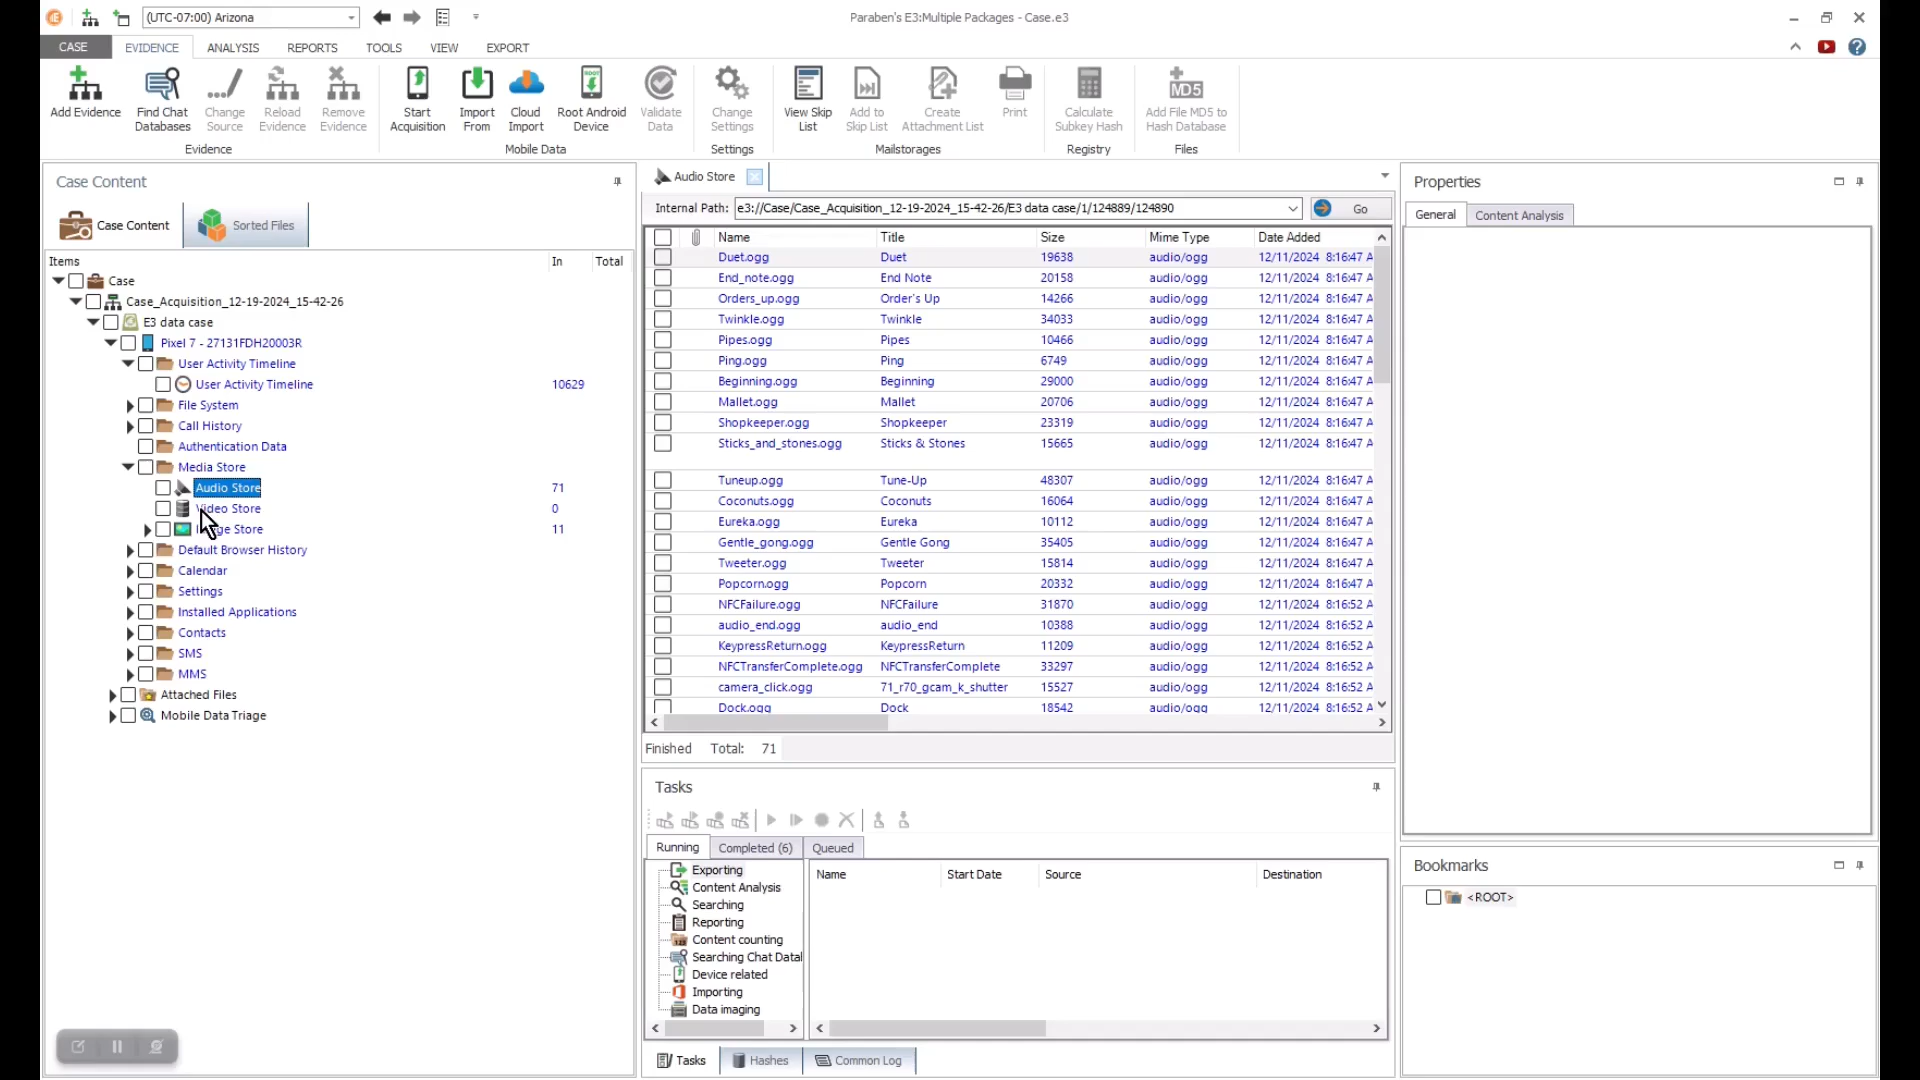 (UTC-07:00) Arizona
Paraben's E3:Multiple Packages - Case.e3
CASE EVIDENCE ANALYSIS REPORTS TOOLS VIEW EXPORT
Add Evidence
Find Chat Databases
Change Source
Reload Evidence
Remove Evidence
Start Acquisition
Import From
Cloud Import
Root Android Device
ROOT
Validate Data
Change Settings
View Skip List
Add to Skip List
Create Attachment List
Print
Calculate Subkey Hash
MD5
Add File MD5 to Hash Database
Evidence Mobile Data Settings Mailstorages Registry Files
Case Content
Case Content Sorted Files
Items In Total
Case
Case_Acquisition_12-19-2024_15-42-26
E3 data case
Pixel 7 - 27131FDH20003R
User Activity Timeline
User Activity Timeline 10629
File System
Call History
Authentication Data
Media Store
Audio Store 71
Video Store 0
Store 11
Default Browser History
Calendar
Settings
Installed Applications
Contacts
SMS
MMS
Attached Files
Mobile Data Triage
Audio Store
Internal Path: e3://Case/Case_Acquisition_12-19-2024_15-42-26/E3 data case/1/124889/124890 Go
Name Title Size Mime Type Date Added
Duet.ogg Duet 19638 audio/ogg 12/11/2024 8:16:47 A
End_note.ogg End Note 20158 audio/ogg 12/11/2024 8:16:47 A
Orders_up.ogg Order's Up 14266 audio/ogg 12/11/2024 8:16:47 A
Twinkle.ogg Twinkle 34033 audio/ogg 12/11/2024 8:16:47 A
Pipes.ogg Pipes 10466 audio/ogg 12/11/2024 8:16:47 A
Ping.ogg Ping 6749 audio/ogg 12/11/2024 8:16:47 A
Beginning.ogg Beginning 29000 audio/ogg 12/11/2024 8:16:47 A
Mallet.ogg Mallet 20706 audio/ogg 12/11/2024 8:16:47 A
Shopkeeper.ogg Shopkeeper 23319 audio/ogg 12/11/2024 8:16:47 A
Sticks_and_stones.ogg Sticks & Stones 15665 audio/ogg 12/11/2024 8:16:47 A
Tuneup.ogg Tune-Up 48307 audio/ogg 12/11/2024 8:16:47 A
Coconuts.ogg Coconuts 16064 audio/ogg 12/11/2024 8:16:47 A
Eureka.ogg Eureka 10112 audio/ogg 12/11/2024 8:16:47 A
Gentle_gong.ogg Gentle Gong 35405 audio/ogg 12/11/2024 8:16:47 A
Tweeter.ogg Tweeter 15814 audio/ogg 12/11/2024 8:16:47 A
Popcorn.ogg Popcorn 20332 audio/ogg 12/11/2024 8:16:47 A
NFCFailure.ogg NFCFailure 31870 audio/ogg 12/11/2024 8:16:52 A
audio_end.ogg audio_end 10388 audio/ogg 12/11/2024 8:16:52 A
KeypressReturn.ogg KeypressReturn 11209 audio/ogg 12/11/2024 8:16:52 A
NFCTransferComplete.ogg NFCTransferComplete 33297 audio/ogg 12/11/2024 8:16:52 A
camera_click.ogg 71_r70_gcam_k_shutter 15527 audio/ogg 12/11/2024 8:16:52 A
Dock.ogg Dock 18542 audio/ogg 12/11/2024 8:16:52 A
Finished Total: 71
Tasks
Running Completed (6) Queued
Exporting
Content Analysis
Searching
Reporting
Content counting
Searching Chat Data
Device related
Importing
Data imaging
Name Start Date Source Destination
Tasks Hashes Common Log
Properties
General Content Analysis
Bookmarks
<ROOT>